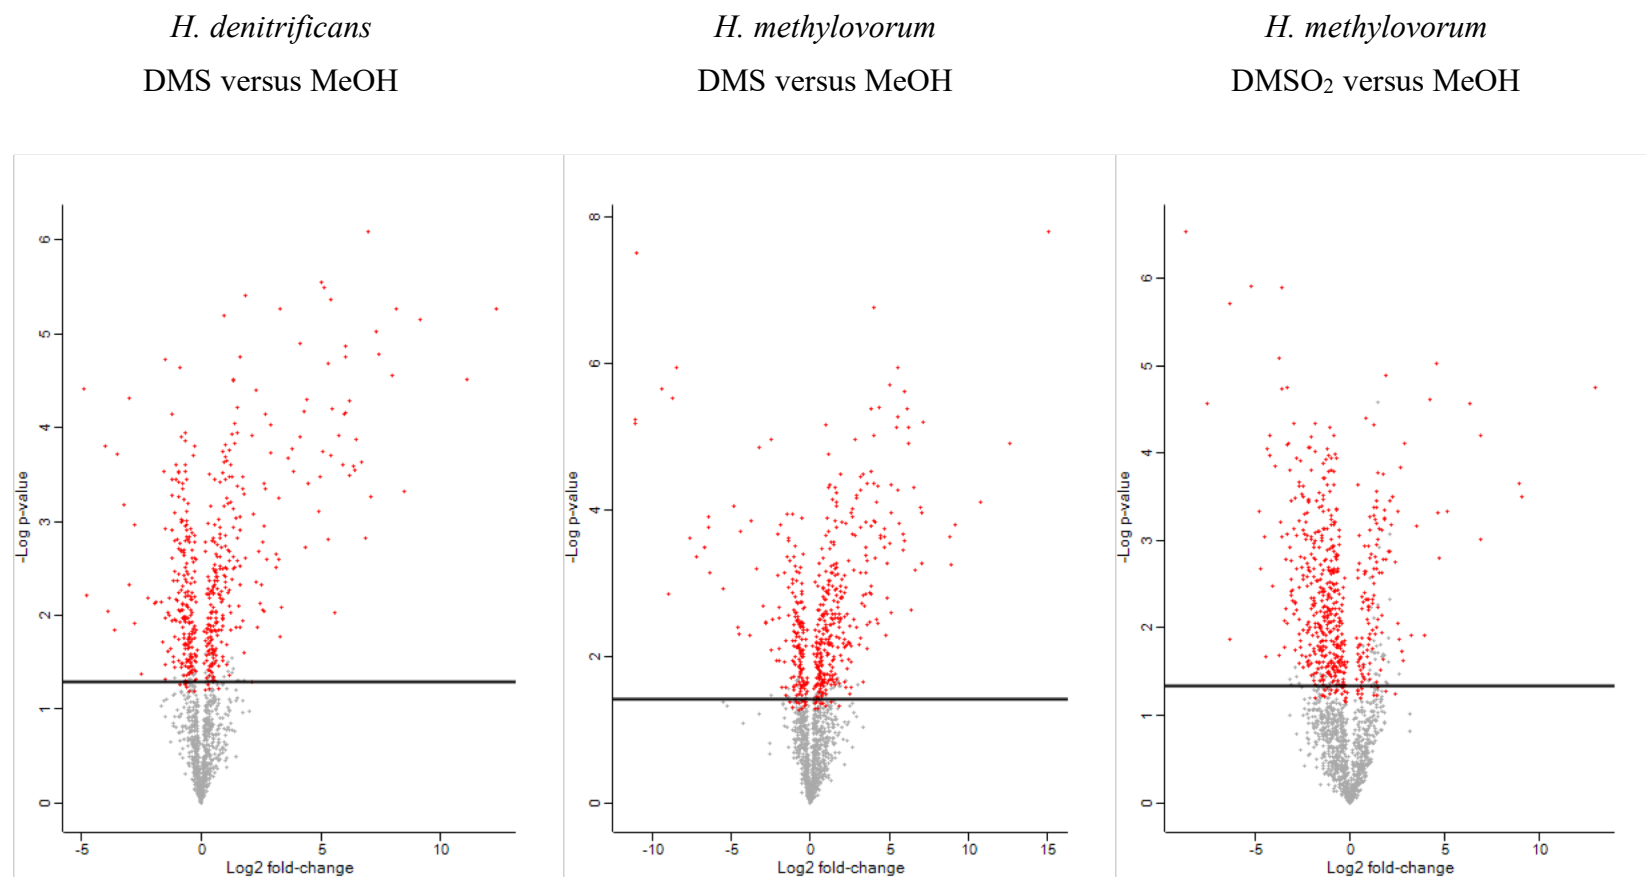 H. denitrificans
DMS versus MeOH
H. methylovorum
DMS versus MeOH
H. methylovorum
DMSO₂ versus MeOH
-Log p-value
6
5
4
3
2
1
0
-5
0
5
10
Log2 fold-change
-Log p-value
8
6
4
2
0
-10
-5
0
5
10
15
Log2 fold-change
-Log p-value
6
5
4
3
2
1
0
-5
0
5
10
Log2 fold-change